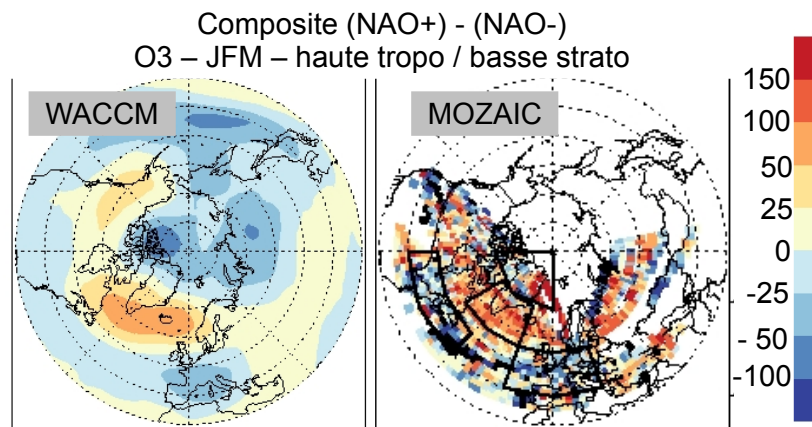 Composite (NAO+) - (NAO-)
O3 – JFM – haute tropo / basse strato
WACCM
MOZAIC
150
100
50
25
0
-25
- 50
-100